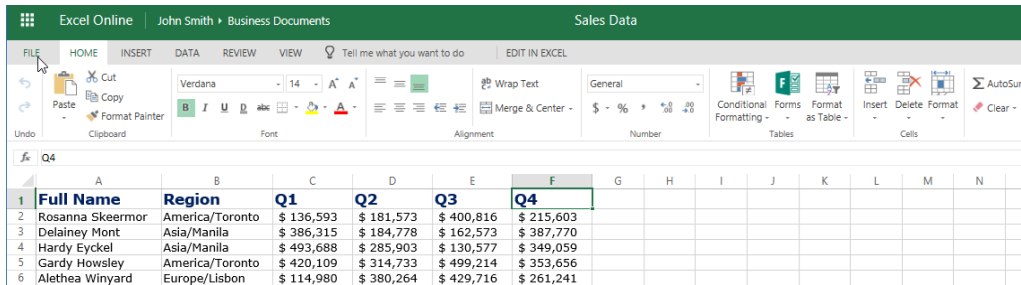 Excel Online John Smith ▸ Business Documents Sales Data
FILE HOME INSERT DATA REVIEW VIEW Tell me what you want to do EDIT IN EXCEL
Cut
Copy
Format Painter
Paste
Undo Clipboard
Verdana 14 A A
B I U D abc A
Font
Wrap Text
Merge & Center
Alignment
General
$ % , .00 .00
Number
Conditional Formatting Forms Format as Table
Tables
Insert Delete Format
Cells
Σ AutoSu
Clear
fx Q4
A B C D E F G H I J K L M N
1 Full Name Region Q1 Q2 Q3 Q4
2 Rosanna Skeermor America/Toronto $ 136,593 $ 181,573 $ 400,816 $ 215,603
3 Delainey Mont Asia/Manila $ 386,315 $ 184,778 $ 162,573 $ 387,770
4 Hardy Eyckel Asia/Manila $ 493,688 $ 285,903 $ 130,577 $ 349,059
5 Gardy Howsley America/Toronto $ 420,109 $ 314,733 $ 499,214 $ 353,656
6 Alethea Winyard Europe/Lisbon $ 114,980 $ 380,264 $ 429,716 $ 261,241